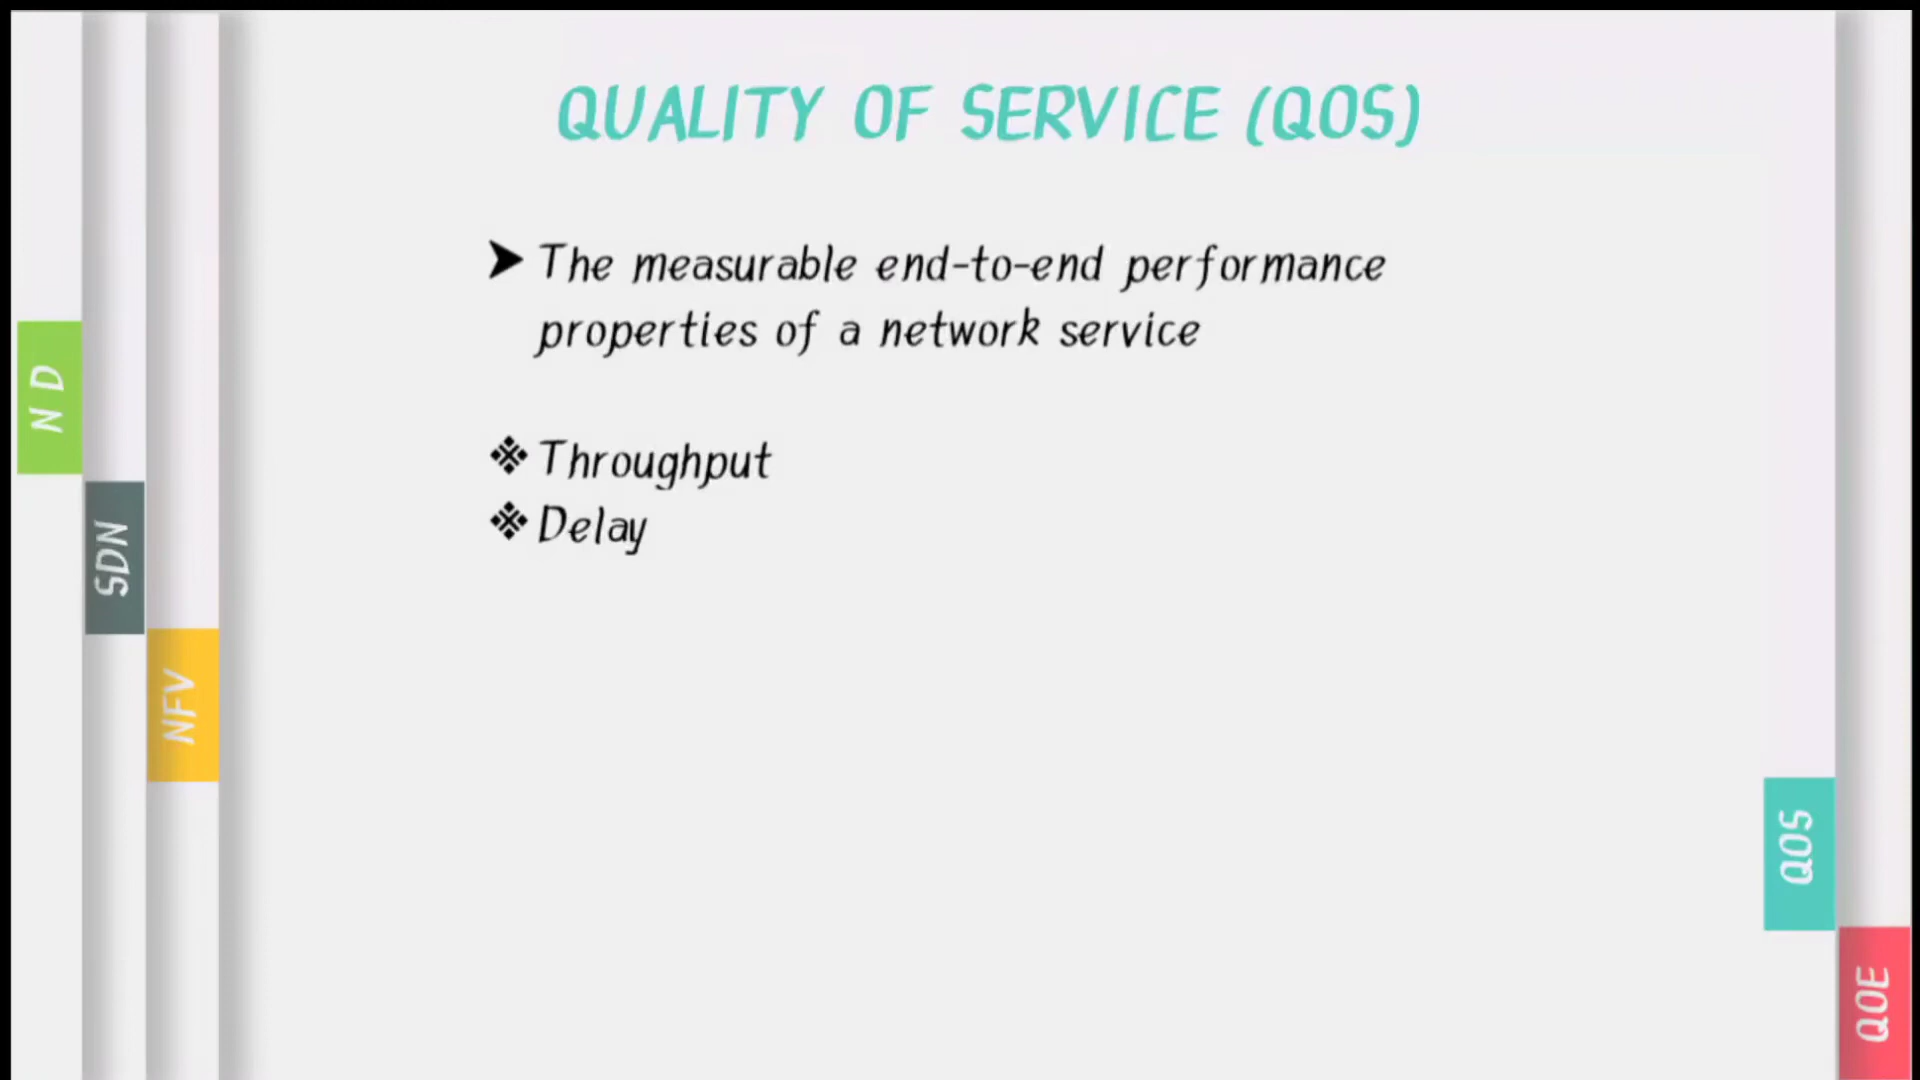 QUALITY OF SERVICE (QOS)
➤ The measurable end-to-end performance
properties of a network service
❖ Throughput
❖ Delay
N D
SDN
NFV
QOS
QOE